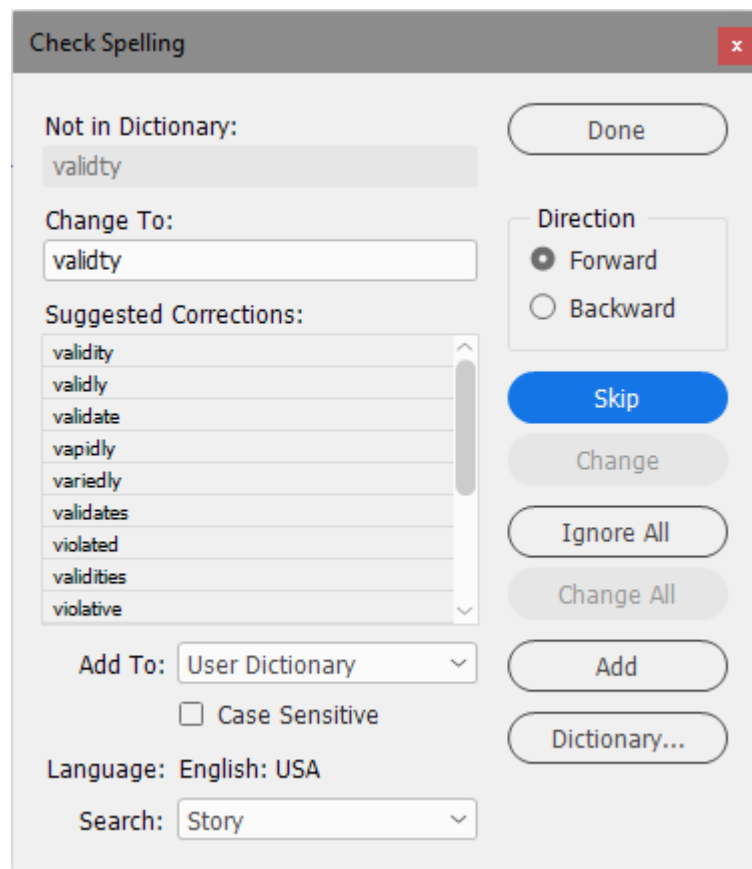 Check Spelling
x
Not in Dictionary:
validty
Change To:
validty
Suggested Corrections:
validity
validly
validate
vapidly
variedly
validates
violated
validities
violative
Add To: User Dictionary
Case Sensitive
Language: English: USA
Search: Story
Done
Direction
Forward
Backward
Skip
Change
Ignore All
Change All
Add
Dictionary...